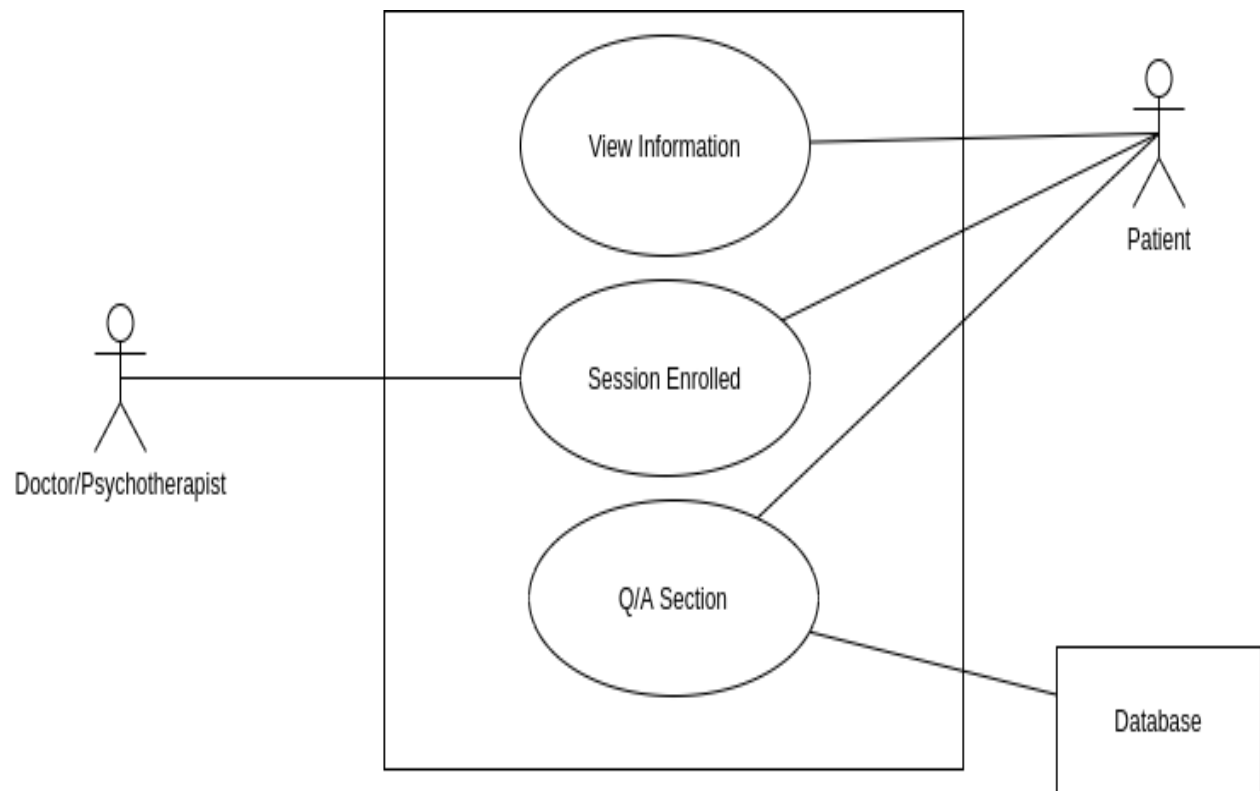 View Information
Patient
Session Enrolled
Doctor/Psychotherapist
Q/A Section
Database